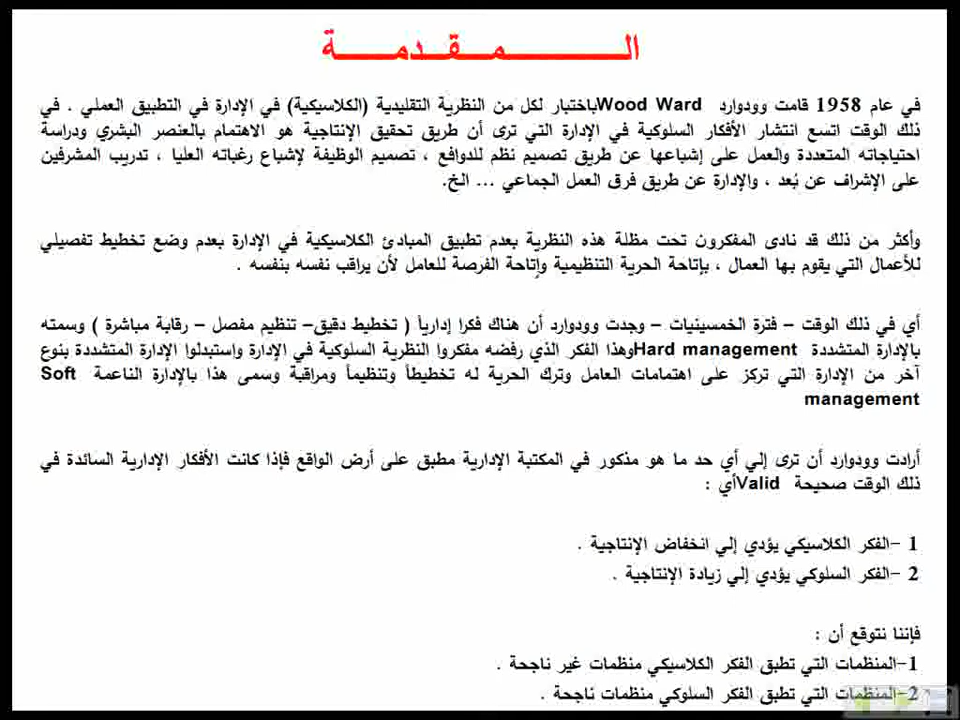 الـــــمـــقـــدمـــــة
في عام 1958 قامت وودوارد Wood Ward باختبار لكل من النظرية التقليدية (الكلاسيكية) في الإدارة في التطبيق العملي . في
ذلك الوقت اتسع انتشار الأفكار السلوكية في الإدارة التي ترى أن طريق تحقيق الإنتاجية هو الاهتمام بالعنصر البشري ودراسة
احتياجاته المتعددة والعمل على إشباعها عن طريق تصميم نظم للدوافع ، تصميم الوظيفة لإشباع رغباته العليا ، تدريب المشرفين
على الإشراف عن بُعد ، والإدارة عن طريق فرق العمل الجماعي ... الخ.
وأكثر من ذلك قد نادى المفكرون تحت مظلة هذه النظرية بعدم تطبيق المبادئ الكلاسيكية في الإدارة بعدم وضع تخطيط تفصيلي
للأعمال التي يقوم بها العمال ، بإتاحة الحرية التنظيمية وإتاحة الفرصة للعامل لأن يراقب نفسه بنفسه .
أي في ذلك الوقت – فترة الخمسينيات – وجدت وودوارد أن هناك فكرا إدارياً ( تخطيط دقيق– تنظيم مفصل – رقابة مباشرة ) وسمته
بالإدارة المتشددة Hard management وهذا الفكر الذي رفضه مفكروا النظرية السلوكية في الإدارة واستبدلوا الإدارة المتشددة بنوع
آخر من الإدارة التي تركز على اهتمامات العامل وترك الحرية له تخطيطاً وتنظيماً ومراقبة وسمى هذا بالإدارة الناعمة Soft
management
أرادت وودوارد أن ترى إلي أي حد ما هو مذكور في المكتبة الإدارية مطبق على أرض الواقع فإذا كانت الأفكار الإدارية السائدة في
ذلك الوقت صحيحة Valid أي :
1 -الفكر الكلاسيكي يؤدي إلي انخفاض الإنتاجية .
2 -الفكر السلوكي يؤدي إلي زيادة الإنتاجية .
فإننا نتوقع أن :
1-المنظمات التي تطبق الفكر الكلاسيكي منظمات غير ناجحة .
2-المنظمات التي تطبق الفكر السلوكي منظمات ناجحة .